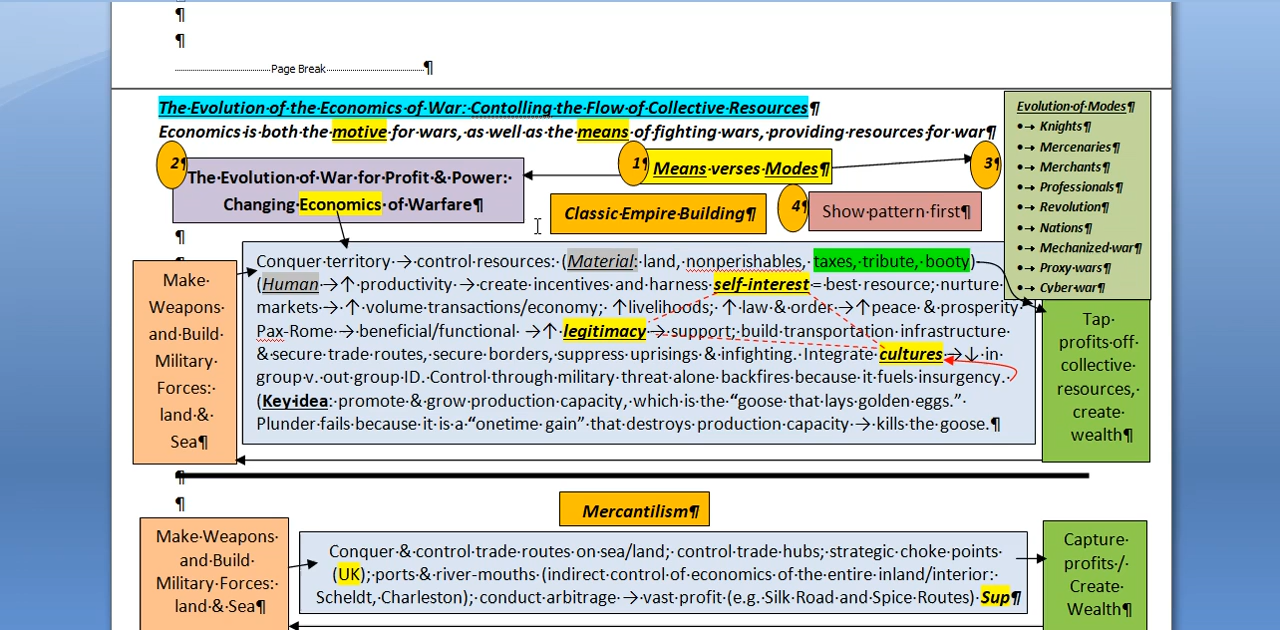 Page Break
The Evolution of the Economics of War: Contolling the Flow of Collective Resources¶
Economics is both the motive for wars, as well as the means of fighting wars, providing resources for war¶
2¶
The Evolution of War for Profit & Power:
Changing Economics of Warfare¶
1¶
Means verses Modes¶
3¶
Classic Empire Building¶
4¶
Show pattern first¶
Evolution of Modes¶
•→ Knights¶
•→ Mercenaries¶
•→ Merchants¶
•→ Professionals¶
•→ Revolution¶
•→ Nations¶
•→ Mechanized war¶
•→ Proxy wars¶
•→ Cyber war¶
Make
Weapons
and Build
Military
Forces:
land &
Sea¶
Conquer territory → control resources: (Material: land, nonperishables, taxes, tribute, booty)
(Human → ↑ productivity → create incentives and harness self-interest = best resource; nurture
markets → ↑ volume transactions/economy; ↑livelihoods; ↑ law & order → ↑peace & prosperity
Pax-Rome → beneficial/functional → ↑ legitimacy → support; build transportation infrastructure
& secure trade routes, secure borders, suppress uprisings & infighting. Integrate cultures → ↓ in
group v. out group ID. Control through military threat alone backfires because it fuels insurgency.
(Key idea: promote & grow production capacity, which is the “goose that lays golden eggs.”
Plunder fails because it is a “onetime gain” that destroys production capacity → kills the goose.¶
Tap
profits off
collective
resources,
create
wealth¶
Mercantilism¶
Make Weapons
and Build
Military Forces:
land & Sea¶
Conquer & control trade routes on sea/land; control trade hubs; strategic choke points
(UK); ports & river-mouths (indirect control of economics of the entire inland/interior:
Scheldt, Charleston); conduct arbitrage → vast profit (e.g. Silk Road and Spice Routes) Sup¶
Capture
profits /
Create
Wealth¶